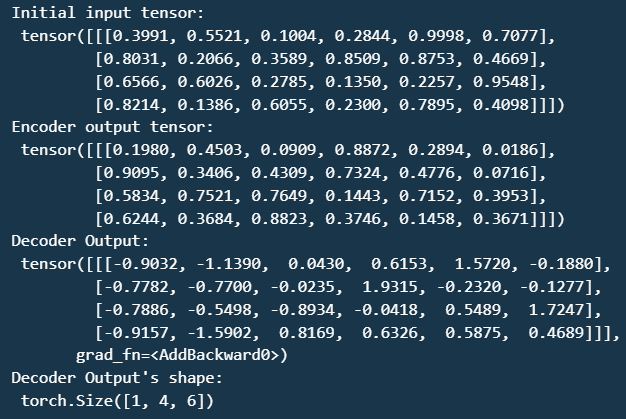 Initial input tensor:
tensor([[[0.3991, 0.5521, 0.1004, 0.2844, 0.9998, 0.7077],
[0.8031, 0.2066, 0.3589, 0.8509, 0.8753, 0.4669],
[0.6566, 0.6026, 0.2785, 0.1350, 0.2257, 0.9548],
[0.8214, 0.1386, 0.6055, 0.2300, 0.7895, 0.4098]]])
Encoder output tensor:
tensor([[[0.1980, 0.4503, 0.0909, 0.8872, 0.2894, 0.0186],
[0.9095, 0.3406, 0.4309, 0.7324, 0.4776, 0.0716],
[0.5834, 0.7521, 0.7649, 0.1443, 0.7152, 0.3953],
[0.6244, 0.3684, 0.8823, 0.3746, 0.1458, 0.3671]]])
Decoder Output:
tensor([[[-0.9032, -1.1390,  0.0430,  0.6153,  1.5720, -0.1880],
[-0.7782, -0.7700, -0.0235,  1.9315, -0.2320, -0.1277],
[-0.7886, -0.5498, -0.8934, -0.0418,  0.5489,  1.7247],
[-0.9157, -1.5902,  0.8169,  0.6326,  0.5875,  0.4689]]],
grad_fn=<AddBackward0>)
Decoder Output's shape:
torch.Size([1, 4, 6])